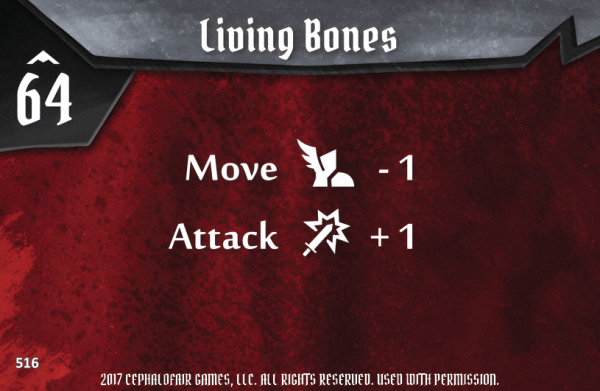 Living Bones
64
Move - 1
Attack + 1
516
2017 CEPHALOFAIR GAMES, LLC. ALL RIGHTS RESERVED. USED WITH PERMISSION.